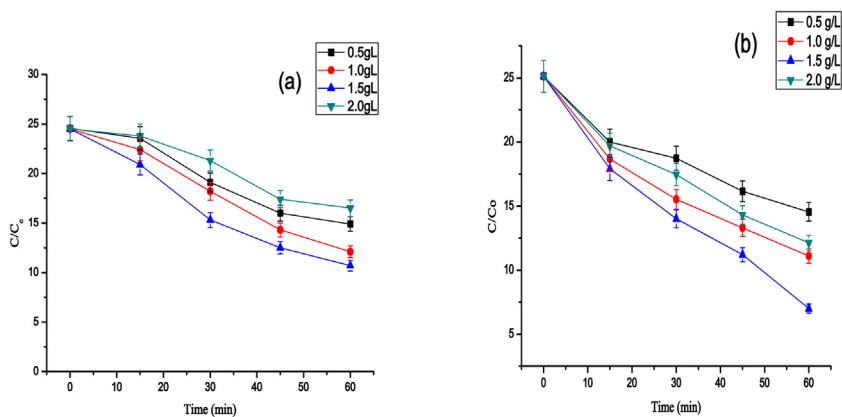 (a)
0.5gL
1.0gL
1.5gL
2.0gL
30
25
20
15
10
5
0
C/C°
0 10 20 30 40 50 60
Time (min)
(b)
0.5 g/L
1.0 g/L
1.5 g/L
2.0 g/L
25
20
15
10
5
C/Co
0 10 20 30 40 50 60
Time (min)